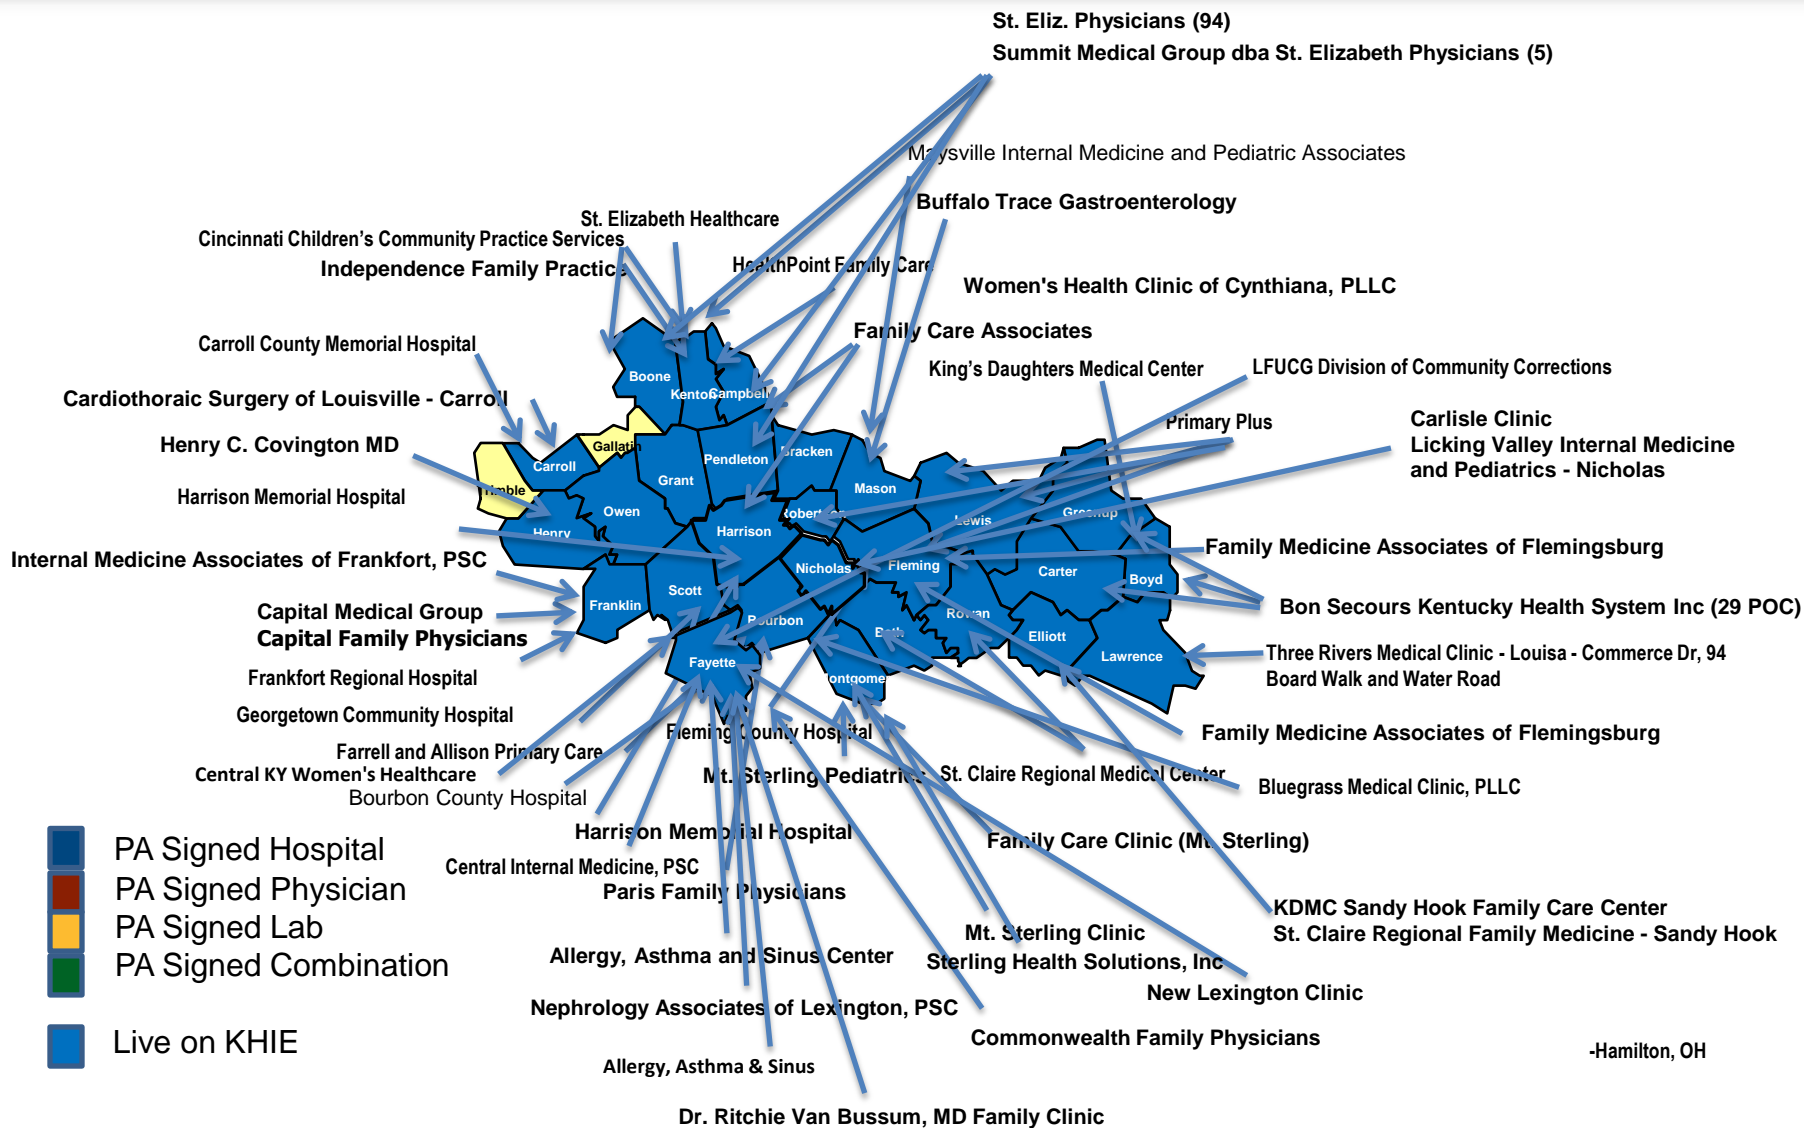 St. Eliz. Physicians (94)
Summit Medical Group dba St. Elizabeth Physicians (5)
Maysville Internal Medicine and Pediatric Associates
Buffalo Trace Gastroenterology
St. Elizabeth Healthcare
Cincinnati Children's Community Practice Services
Independence Family Practice
HealthPoint Family Care
Women's Health Clinic of Cynthiana, PLLC
Family Care Associates
Carroll County Memorial Hospital
King's Daughters Medical Center
LFUCG Division of Community Corrections
Cardiothoraic Surgery of Louisville - Carroll
Primary Plus
Carlisle Clinic
Licking Valley Internal Medicine
and Pediatrics - Nicholas
Henry C. Covington MD
Harrison Memorial Hospital
Internal Medicine Associates of Frankfort, PSC
Capital Medical Group
Capital Family Physicians
Frankfort Regional Hospital
Georgetown Community Hospital
Farrell and Allison Primary Care
Central KY Women's Healthcare
Bourbon County Hospital
Boone
Kenton
Campbell
Gallatin
Carroll
Grant
Pendleton
Bracken
Mason
Owen
Henry
Harrison
Robertson
Lewis
Greenup
Nicholas
Fleming
Carter
Boyd
Scott
Franklin
Bourbon
Bath
Rowan
Elliott
Lawrence
Fayette
ontgome
Family Medicine Associates of Flemingsburg
Bon Secours Kentucky Health System Inc (29 POC)
Three Rivers Medical Clinic - Louisa - Commerce Dr, 94
Board Walk and Water Road
Family Medicine Associates of Flemingsburg
Fleming County Hospital
Mt. Sterling Pediatrics
St. Claire Regional Medical Center
Bluegrass Medical Clinic, PLLC
Harrison Memorial Hospital
Family Care Clinic (Mt. Sterling)
Central Internal Medicine, PSC
Paris Family Physicians
KDMC Sandy Hook Family Care Center
St. Claire Regional Family Medicine - Sandy Hook
Mt. Sterling Clinic
Allergy, Asthma and Sinus Center
Sterling Health Solutions, Inc
New Lexington Clinic
Nephrology Associates of Lexington, PSC
Commonwealth Family Physicians
Allergy, Asthma & Sinus
-Hamilton, OH
Dr. Ritchie Van Bussum, MD Family Clinic
PA Signed Hospital
PA Signed Physician
PA Signed Lab
PA Signed Combination
Live on KHIE